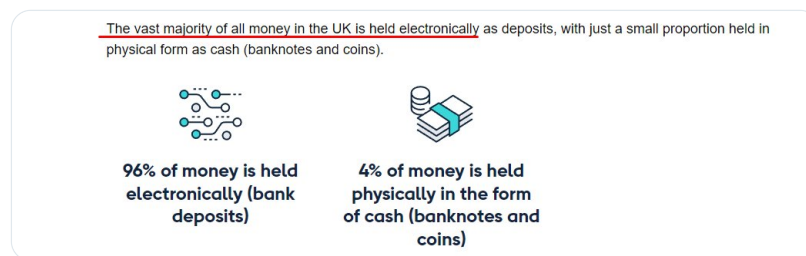 The vast majority of all money in the UK is held electronically as deposits, with just a small proportion held in
physical form as cash (banknotes and coins).
96% of money is held
electronically (bank
deposits)
4% of money is held
physically in the form
of cash (banknotes and
coins)